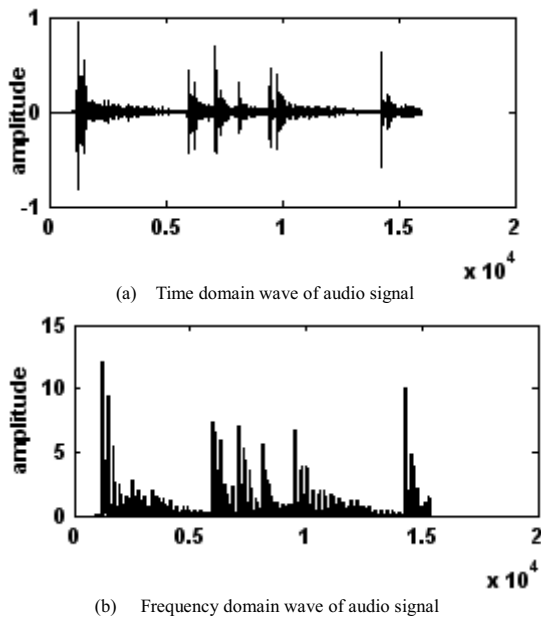 1
0
-1
amplitude
0
0.5
1
1.5
2
x 10^4
(a) Time domain wave of audio signal
15
10
5
0
amplitude
0
0.5
1
1.5
2
x 10^4
(b) Frequency domain wave of audio signal